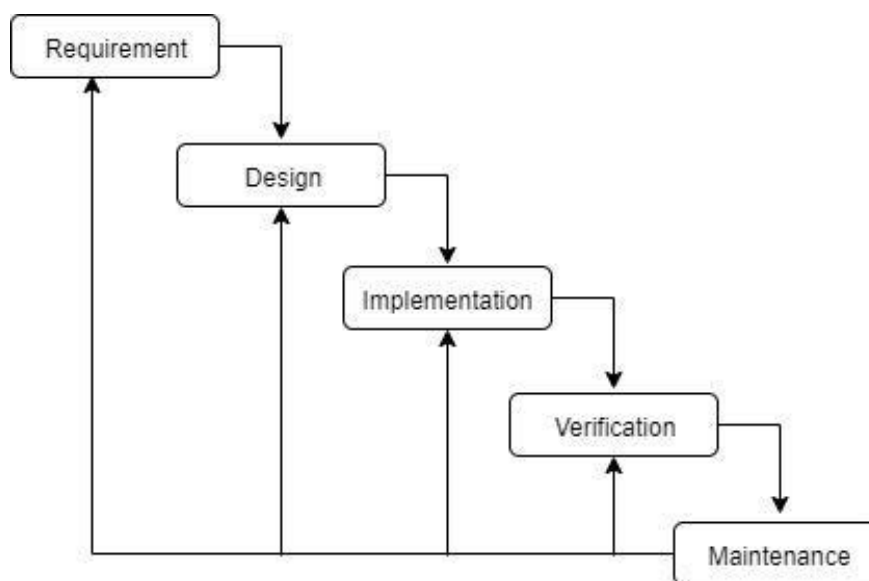 Requirement
Design
Implementation
Verification
Maintenance